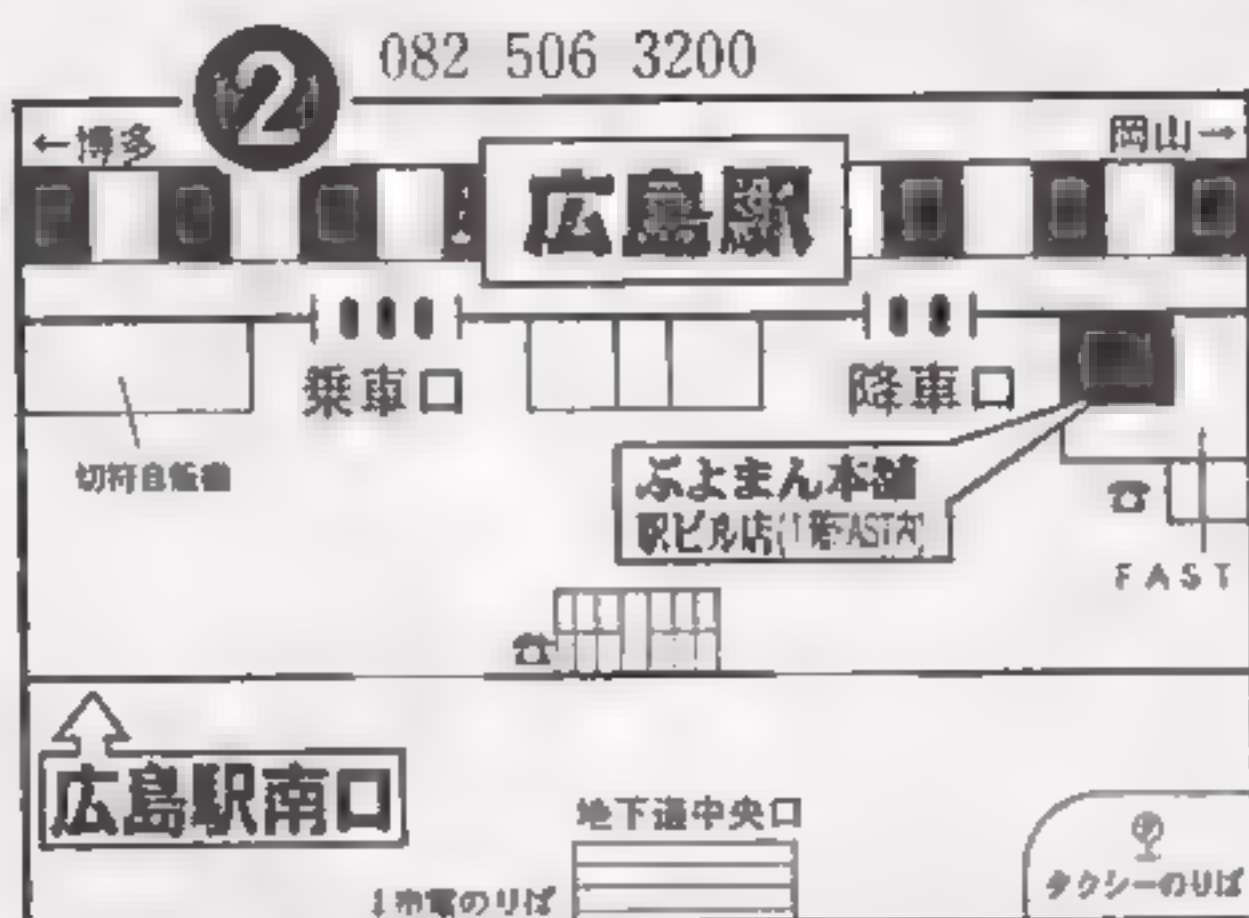 2 082 506 3200
←博多
岡山→
広島駅
乗車口
降車口
切符自販機
ぷよまん本舗
駅ビル店(1階FAST内)
FAST
広島駅南口
地下道中央口
↓市電のりば
タクシーのりば